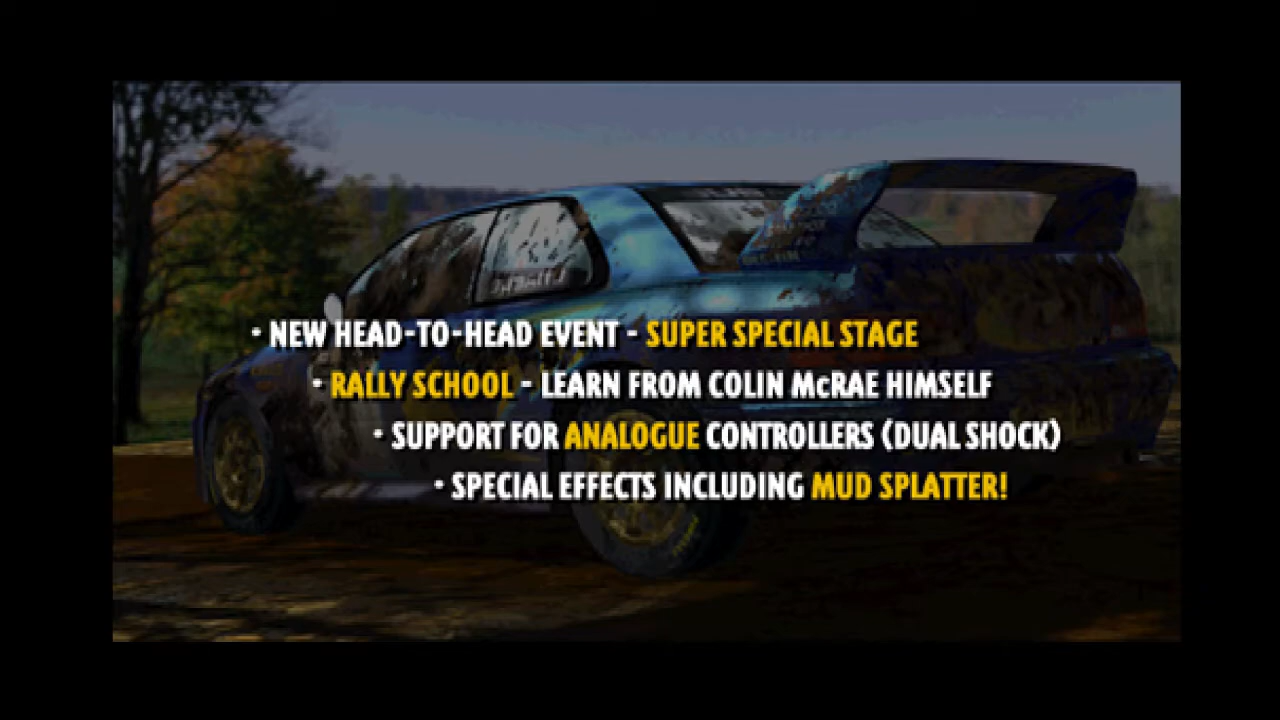 • NEW HEAD-TO-HEAD EVENT - SUPER SPECIAL STAGE
• RALLY SCHOOL - LEARN FROM COLIN McRAE HIMSELF
• SUPPORT FOR ANALOGUE CONTROLLERS (DUAL SHOCK)
• SPECIAL EFFECTS INCLUDING MUD SPLATTER!